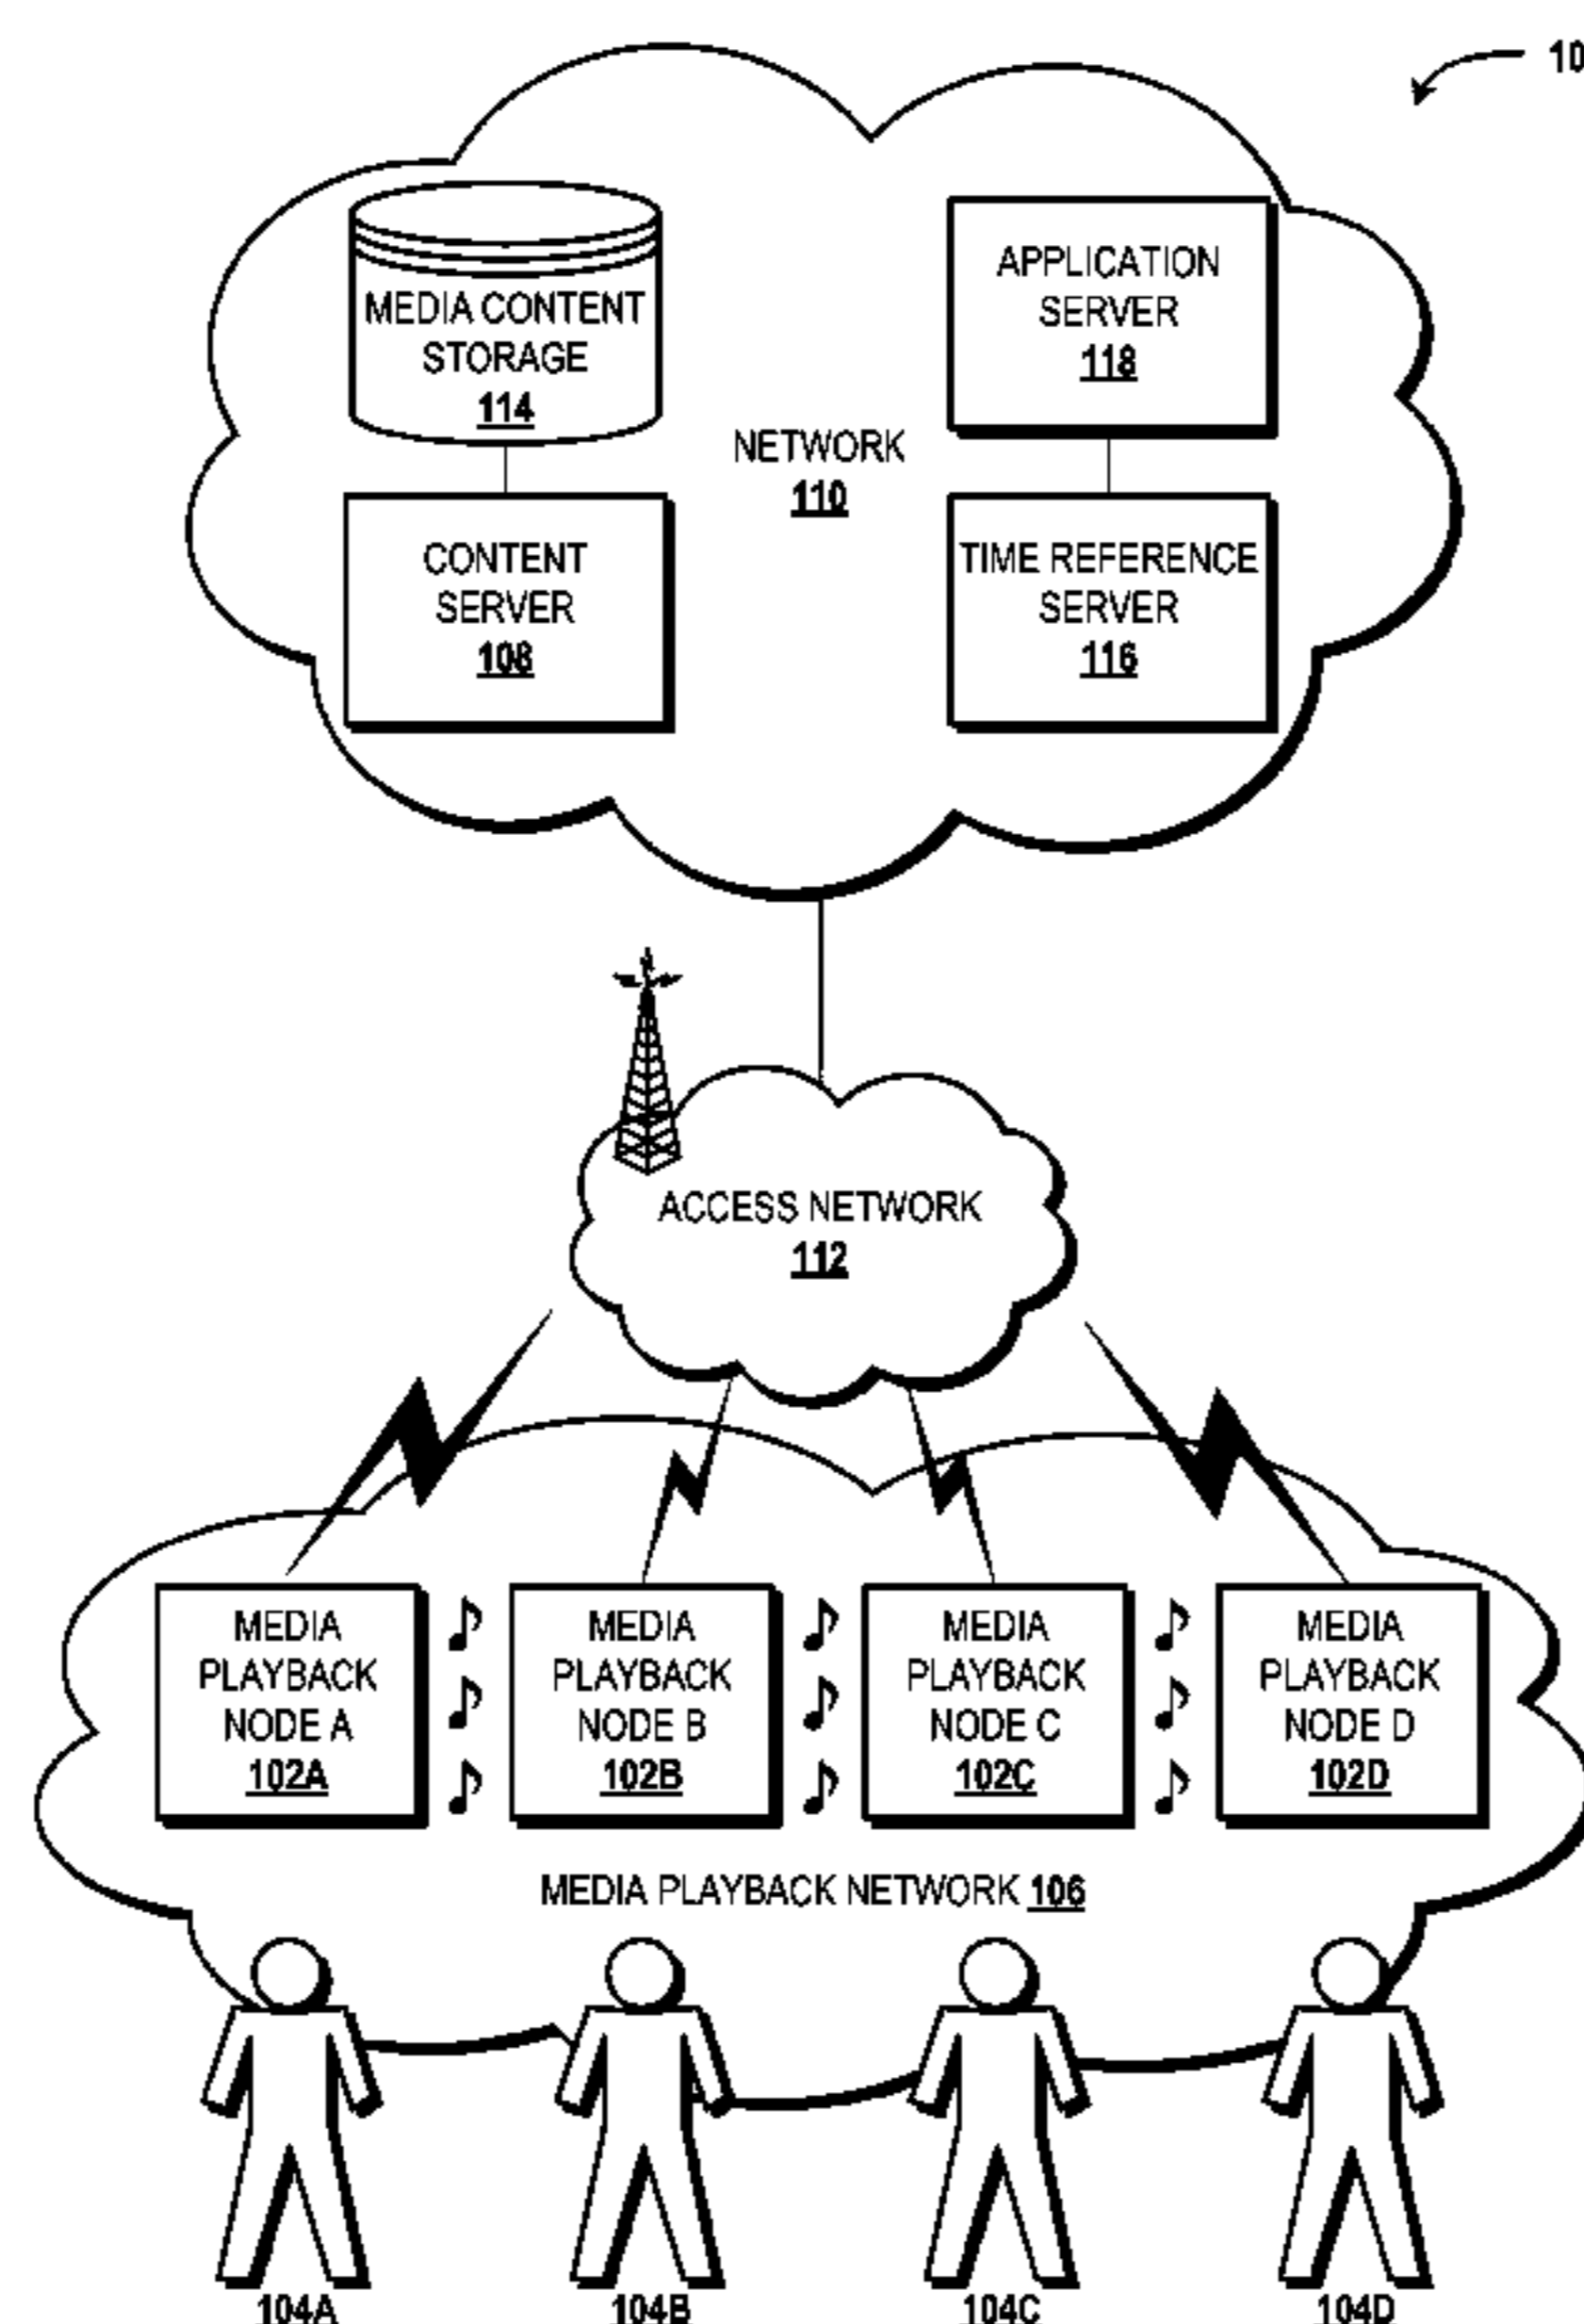 10
MEDIA CONTENT
STORAGE
114
APPLICATION
SERVER
118
NETWORK
110
CONTENT
SERVER
108
TIME REFERENCE
SERVER
116
ACCESS NETWORK
112
MEDIA
PLAYBACK
NODE A
102A
MEDIA
PLAYBACK
NODE B
102B
MEDIA
PLAYBACK
NODE C
102C
MEDIA
PLAYBACK
NODE D
102D
MEDIA PLAYBACK NETWORK 106
104A
104B
104C
104D